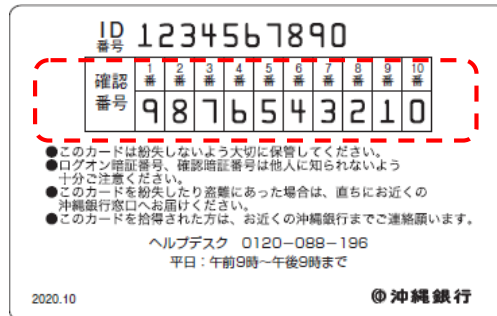 ID番号 1234567890
1番 2番 3番 4番 5番 6番 7番 8番 9番 10番
確認番号 9 8 7 6 5 4 3 2 1 0
●このカードは紛失しないよう大切に保管してください。
●ログオン暗証番号、確認暗証番号は他人に知られないよう
十分ご注意ください。
●このカードを紛失したり盗難にあった場合は、直ちにお近くの
沖縄銀行窓口へお届けください。
●このカードを拾得された方は、お近くの沖縄銀行までご連絡願います。
ヘルプデスク 0120-088-196
平日:午前9時~午後9時まで
2020.10 沖縄銀行